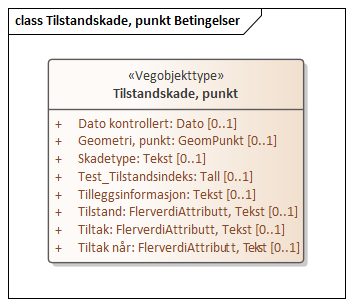 class Tilstandskade, punkt Betingelser
«Vegobjekttype»
Tilstandskade, punkt
+ Dato kontrollert: Dato [0..1]
+ Geometri, punkt: GeomPunkt [0..1]
+ Skadetype: Tekst [0..1]
+ Test_Tilstandsindeks: Tall [0..1]
+ Tilleggsinformasjon: Tekst [0..1]
+ Tilstand: FlerverdiAttributt, Tekst [0..1]
+ Tiltak: FlerverdiAttributt, Tekst [0..1]
+ Tiltak når: FlerverdiAttributt, Tekst [0..1]